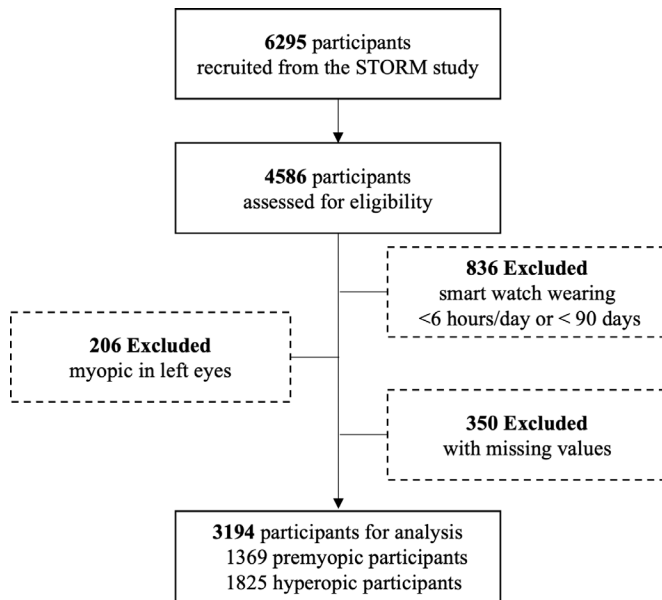 6295 participants
recruited from the STORM study
4586 participants
assessed for eligibility
836 Excluded
smart watch wearing
<6 hours/day or < 90 days
206 Excluded
myopic in left eyes
350 Excluded
with missing values
3194 participants for analysis
1369 premyopic participants
1825 hyperopic participants